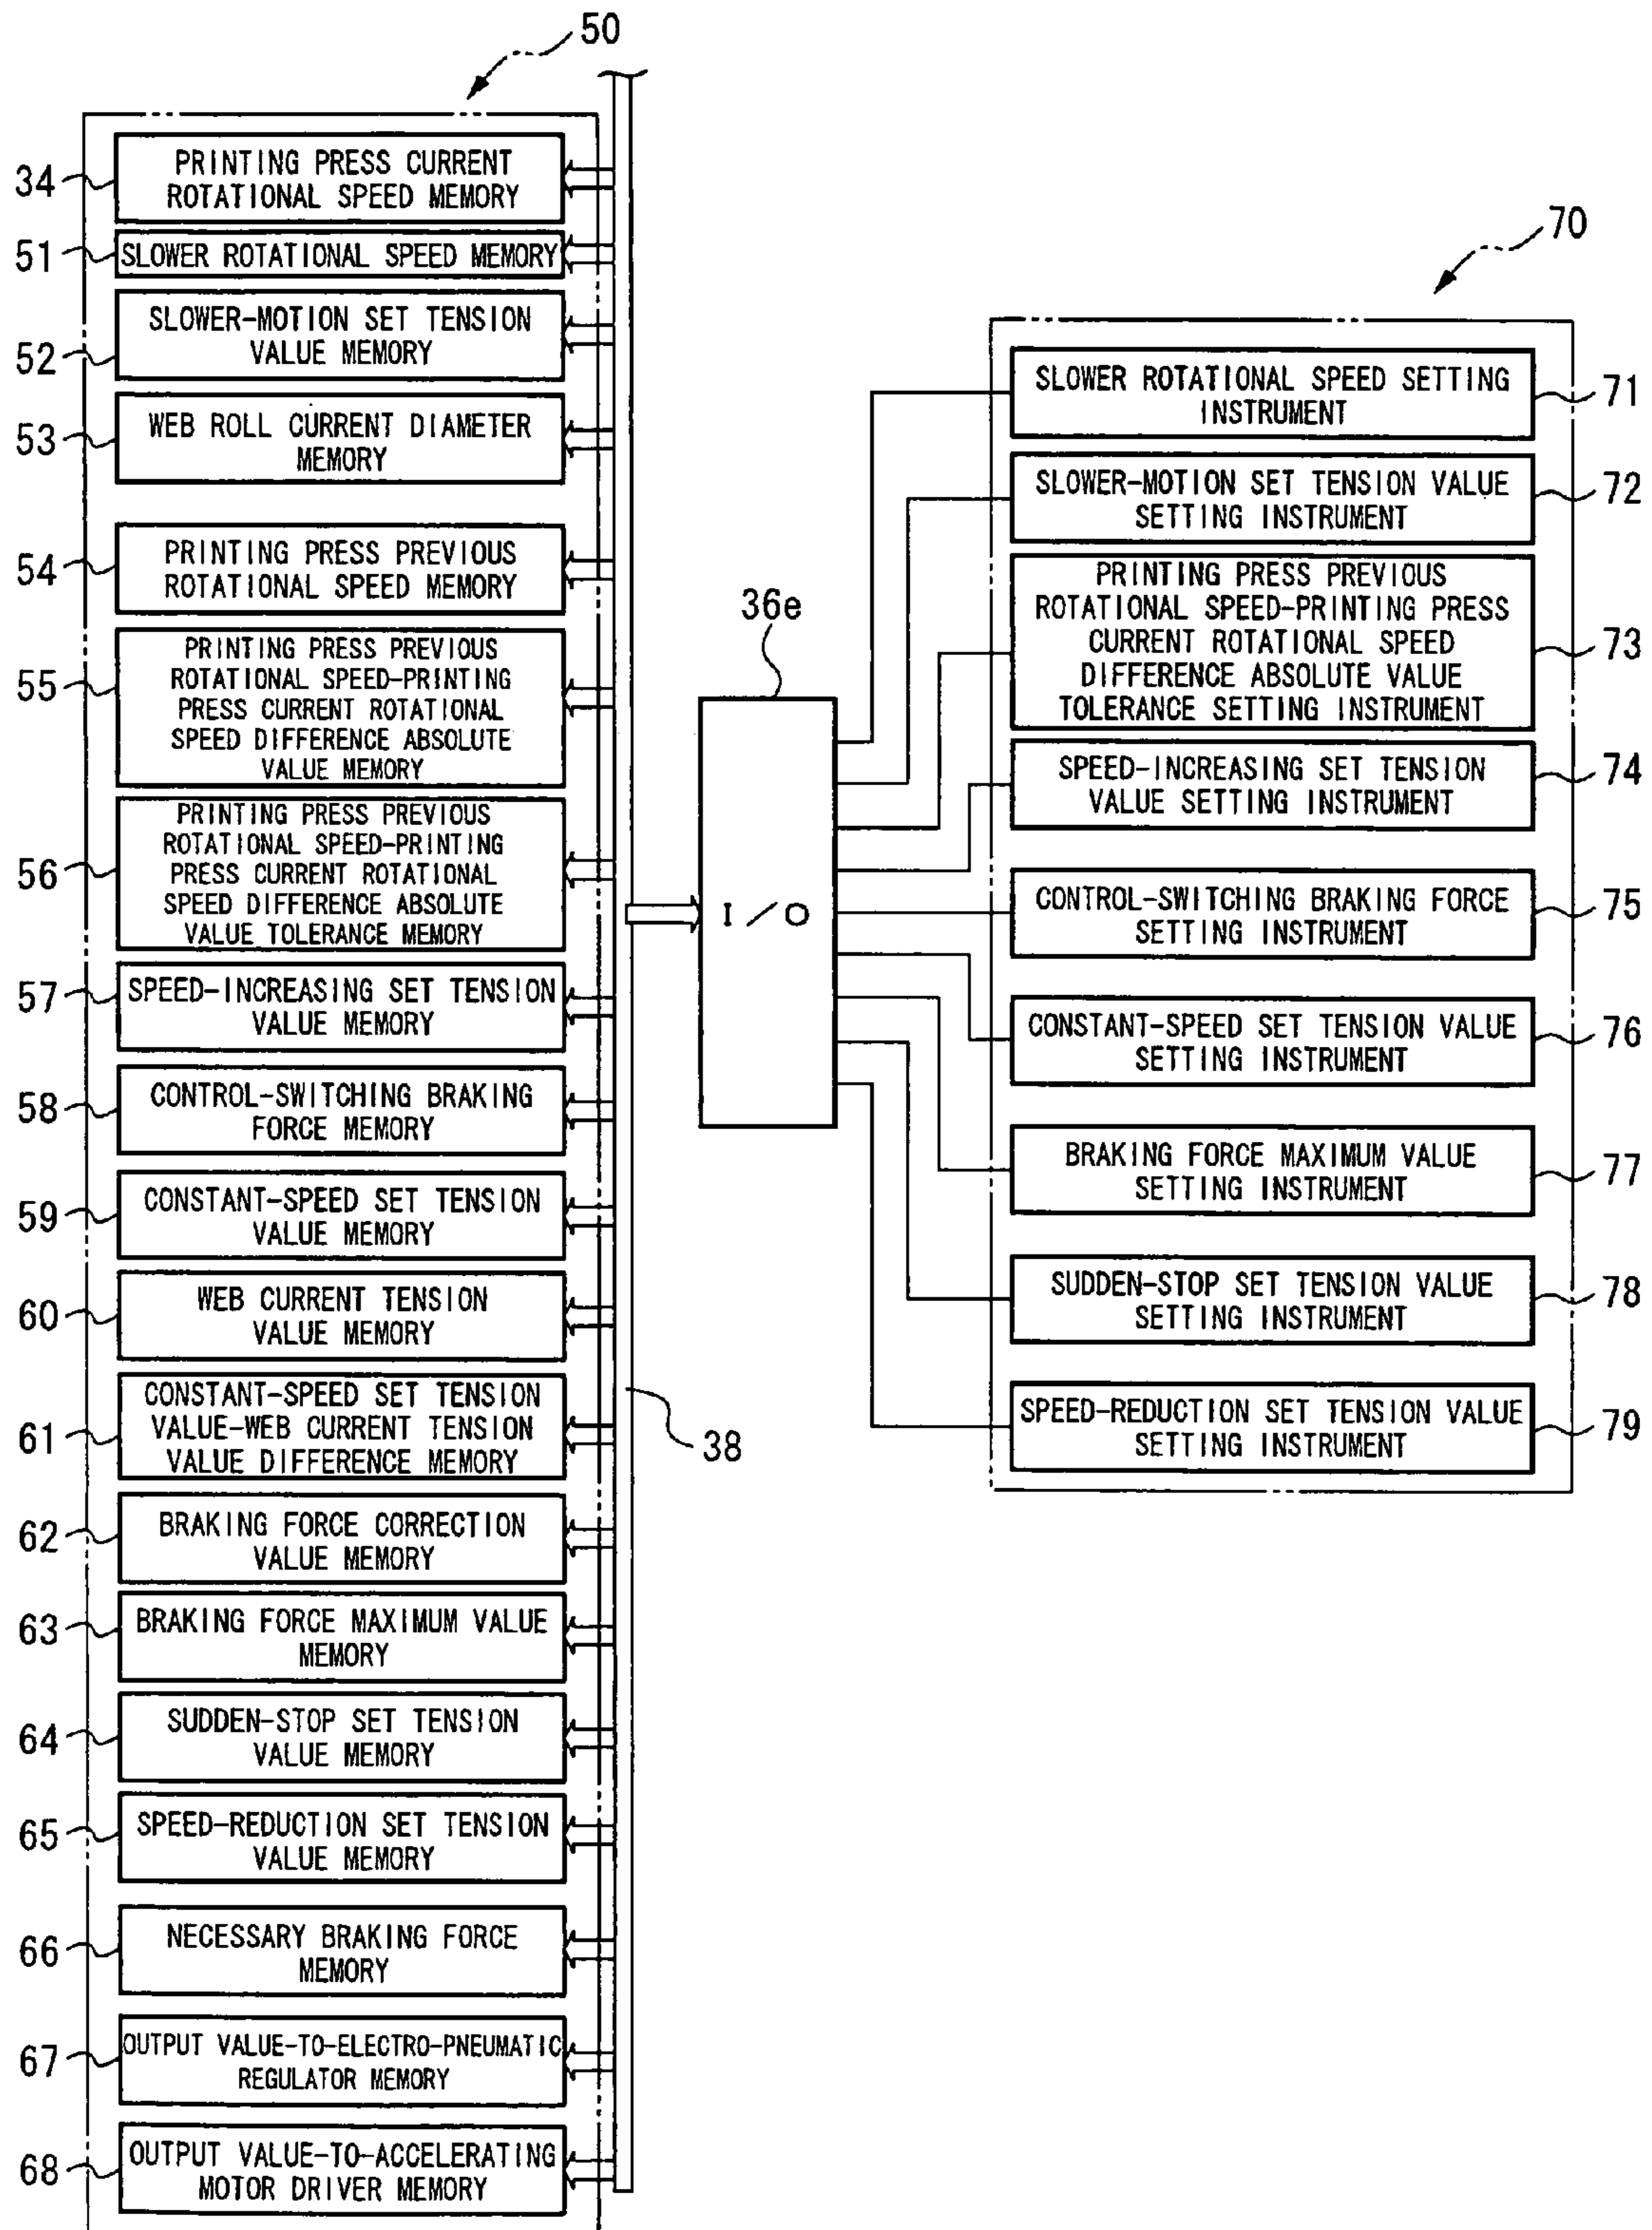 50
34
PRINTING PRESS CURRENT
ROTATIONAL SPEED MEMORY
51
SLOWER ROTATIONAL SPEED MEMORY
52
SLOWER-MOTION SET TENSION
VALUE MEMORY
53
WEB ROLL CURRENT DIAMETER
MEMORY
54
PRINTING PRESS PREVIOUS
ROTATIONAL SPEED MEMORY
55
PRINTING PRESS PREVIOUS
ROTATIONAL SPEED-PRINTING
PRESS CURRENT ROTATIONAL
SPEED DIFFERENCE ABSOLUTE
VALUE MEMORY
56
PRINTING PRESS PREVIOUS
ROTATIONAL SPEED-PRINTING
PRESS CURRENT ROTATIONAL
SPEED DIFFERENCE ABSOLUTE
VALUE TOLERANCE MEMORY
57
SPEED-INCREASING SET TENSION
VALUE MEMORY
58
CONTROL-SWITCHING BRAKING
FORCE MEMORY
59
CONSTANT-SPEED SET TENSION
VALUE MEMORY
60
WEB CURRENT TENSION
VALUE MEMORY
61
CONSTANT-SPEED SET TENSION
VALUE-WEB CURRENT TENSION
VALUE DIFFERENCE MEMORY
62
BRAKING FORCE CORRECTION
VALUE MEMORY
63
BRAKING FORCE MAXIMUM VALUE
MEMORY
64
SUDDEN-STOP SET TENSION
VALUE MEMORY
65
SPEED-REDUCTION SET TENSION
VALUE MEMORY
66
NECESSARY BRAKING FORCE
MEMORY
67
OUTPUT VALUE-TO-ELECTRO-PNEUMATIC
REGULATOR MEMORY
68
OUTPUT VALUE-TO-ACCELERATING
MOTOR DRIVER MEMORY
38
36e
I/O
70
SLOWER ROTATIONAL SPEED SETTING
INSTRUMENT
71
SLOWER-MOTION SET TENSION VALUE
SETTING INSTRUMENT
72
PRINTING PRESS PREVIOUS
ROTATIONAL SPEED-PRINTING PRESS
CURRENT ROTATIONAL SPEED
DIFFERENCE ABSOLUTE VALUE
TOLERANCE SETTING INSTRUMENT
73
SPEED-INCREASING SET TENSION
VALUE SETTING INSTRUMENT
74
CONTROL-SWITCHING BRAKING FORCE
SETTING INSTRUMENT
75
CONSTANT-SPEED SET TENSION VALUE
SETTING INSTRUMENT
76
BRAKING FORCE MAXIMUM VALUE
SETTING INSTRUMENT
77
SUDDEN-STOP SET TENSION VALUE
SETTING INSTRUMENT
78
SPEED-REDUCTION SET TENSION VALUE
SETTING INSTRUMENT
79